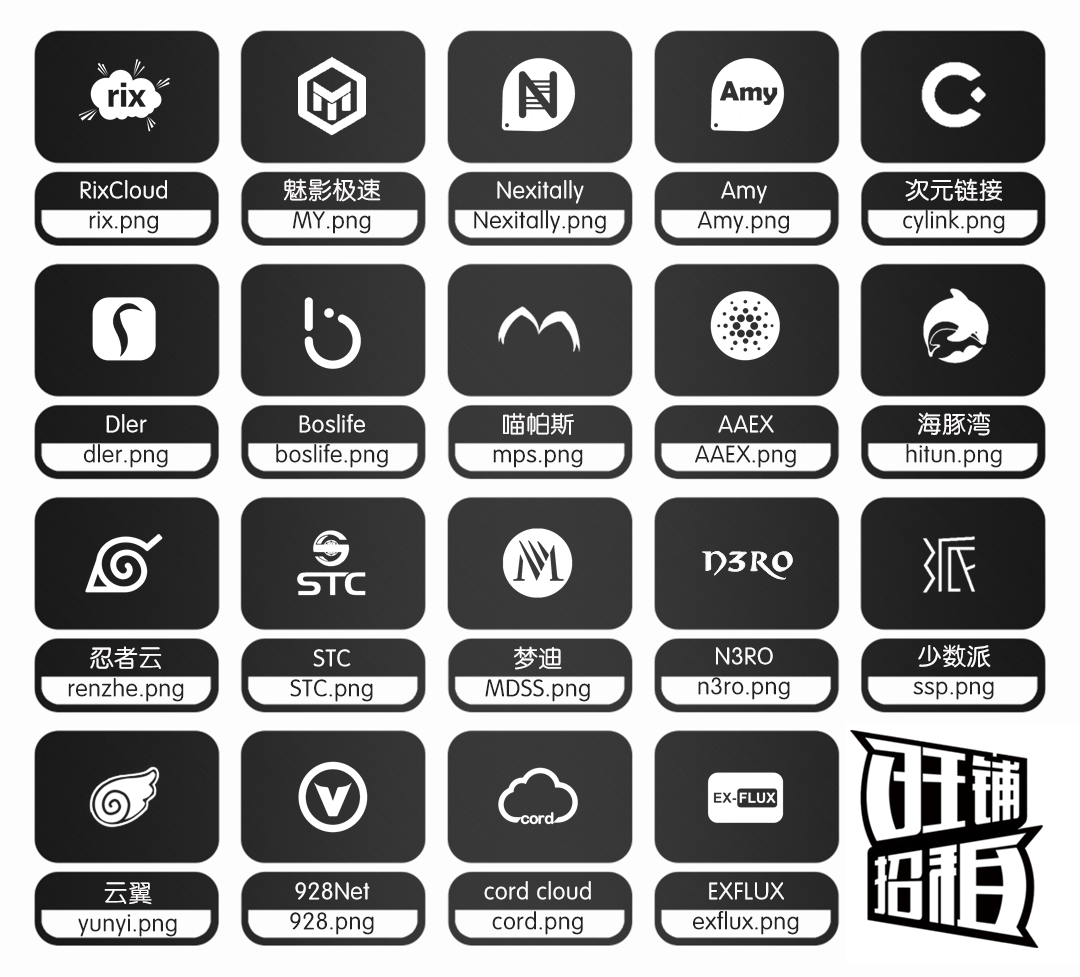 rix
Amy
RixCloud
rix.png
魅影极速
MY.png
Nexitally
Nexitally.png
Amy
Amy.png
次元链接
cylink.png
Dler
dler.png
Boslife
boslife.png
喵帕斯
mps.png
AAEX
AAEX.png
海豚湾
hitun.png
STC
n3RO
派
忍者云
renzhe.png
STC
STC.png
梦迪
MDSS.png
N3RO
n3ro.png
少数派
ssp.png
cord
EX-FLUX
云翼
yunyi.png
928Net
928.png
cord cloud
cord.png
EXFLUX
exflux.png
旺铺
招租